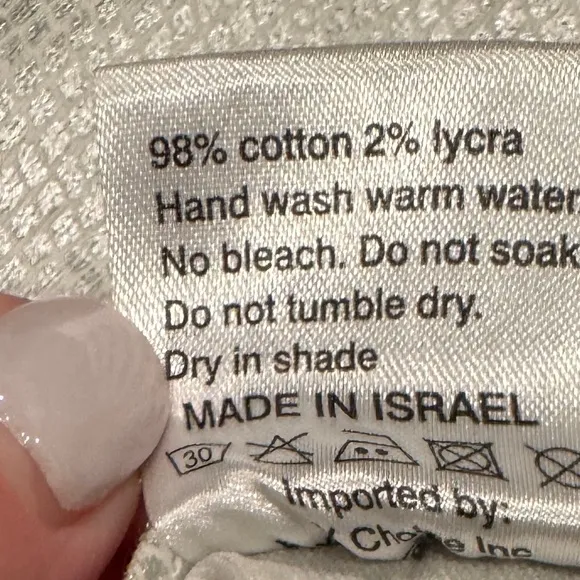 98% cotton 2% lycra
Hand wash warm water
No bleach. Do not soak
Do not tumble dry.
Dry in shade
MADE IN ISRAEL
30
Imported by:
Inc